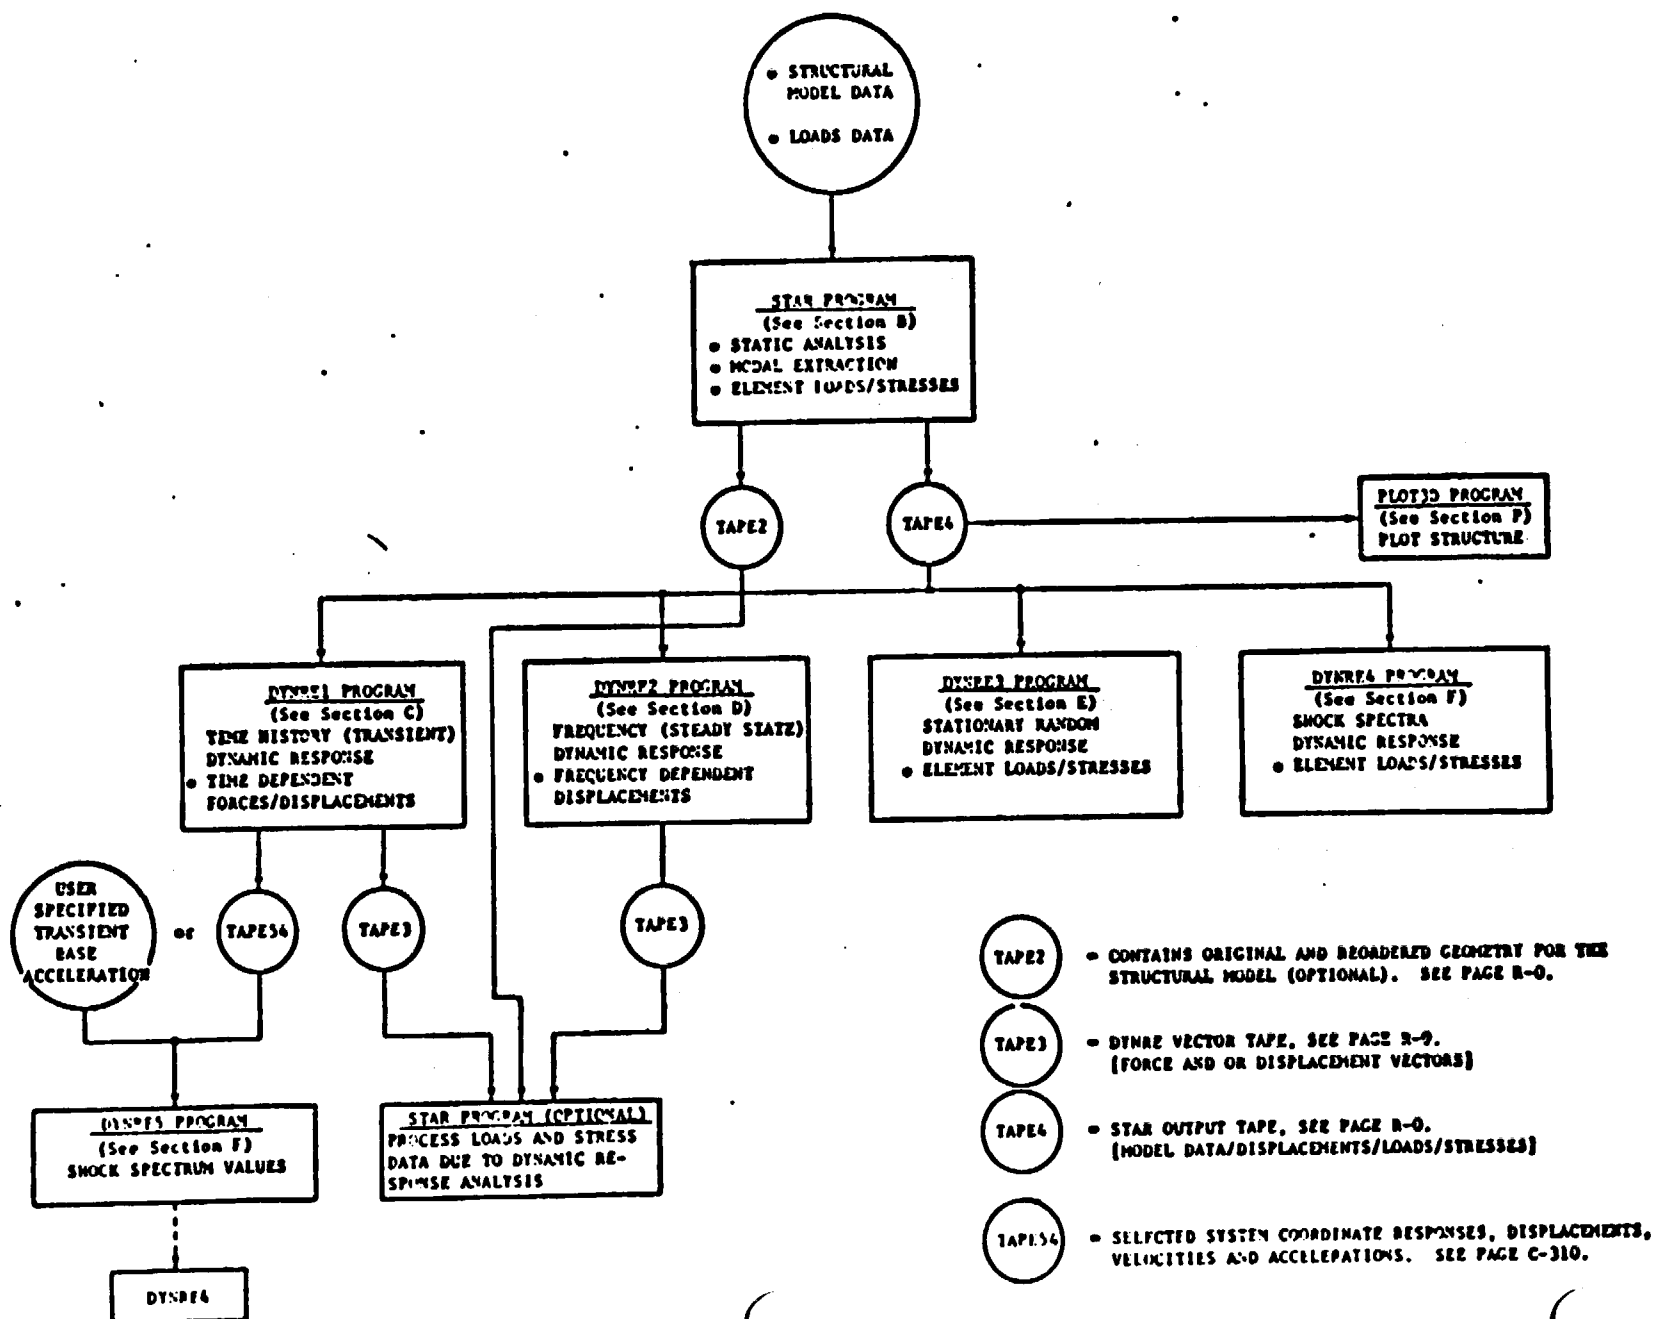 • STRUCTURAL
MODEL DATA
• LOADS DATA
STAR PROGRAM
(See Section B)
• STATIC ANALYSIS
• MODAL EXTRACTION
• ELEMENT LOADS/STRESSES
TAPE2
TAPE4
PLOT3D PROGRAM
(See Section P)
PLOT STRUCTURE
DYNRE1 PROGRAM
(See Section C)
TIME HISTORY (TRANSIENT)
DYNAMIC RESPONSE
• TIME DEPENDENT
FORCES/DISPLACEMENTS
DYNRE2 PROGRAM
(See Section D)
FREQUENCY (STEADY STATE)
DYNAMIC RESPONSE
• FREQUENCY DEPENDENT
DISPLACEMENTS
DYNRE3 PROGRAM
(See Section E)
STATIONARY RANDOM
DYNAMIC RESPONSE
• ELEMENT LOADS/STRESSES
DYNRE4 PROGRAM
(See Section F)
SHOCK SPECTRA
DYNAMIC RESPONSE
• ELEMENT LOADS/STRESSES
USER
SPECIFIED
TRANSIENT
BASE
ACCELERATION
or
TAPE54
TAPE3
TAPE3
DYNRE5 PROGRAM
(See Section F)
SHOCK SPECTRUM VALUES
STAR PROGRAM (OPTIONAL)
PROCESS LOADS AND STRESS
DATA DUE TO DYNAMIC RE-
SPONSE ANALYSIS
DYNRE4
TAPE2 = CONTAINS ORIGINAL AND REORDERED GEOMETRY FOR THE
STRUCTURAL MODEL (OPTIONAL). SEE PAGE R-0.
TAPE3 = DYNRE VECTOR TAPE, SEE PAGE R-9.
[FORCE AND OR DISPLACEMENT VECTORS]
TAPE4 = STAR OUTPUT TAPE, SEE PAGE R-0.
[MODEL DATA/DISPLACEMENTS/LOADS/STRESSES]
TAPE54 = SELECTED SYSTEM COORDINATE RESPONSES, DISPLACEMENTS,
VELOCITIES AND ACCELERATIONS. SEE PAGE C-310.